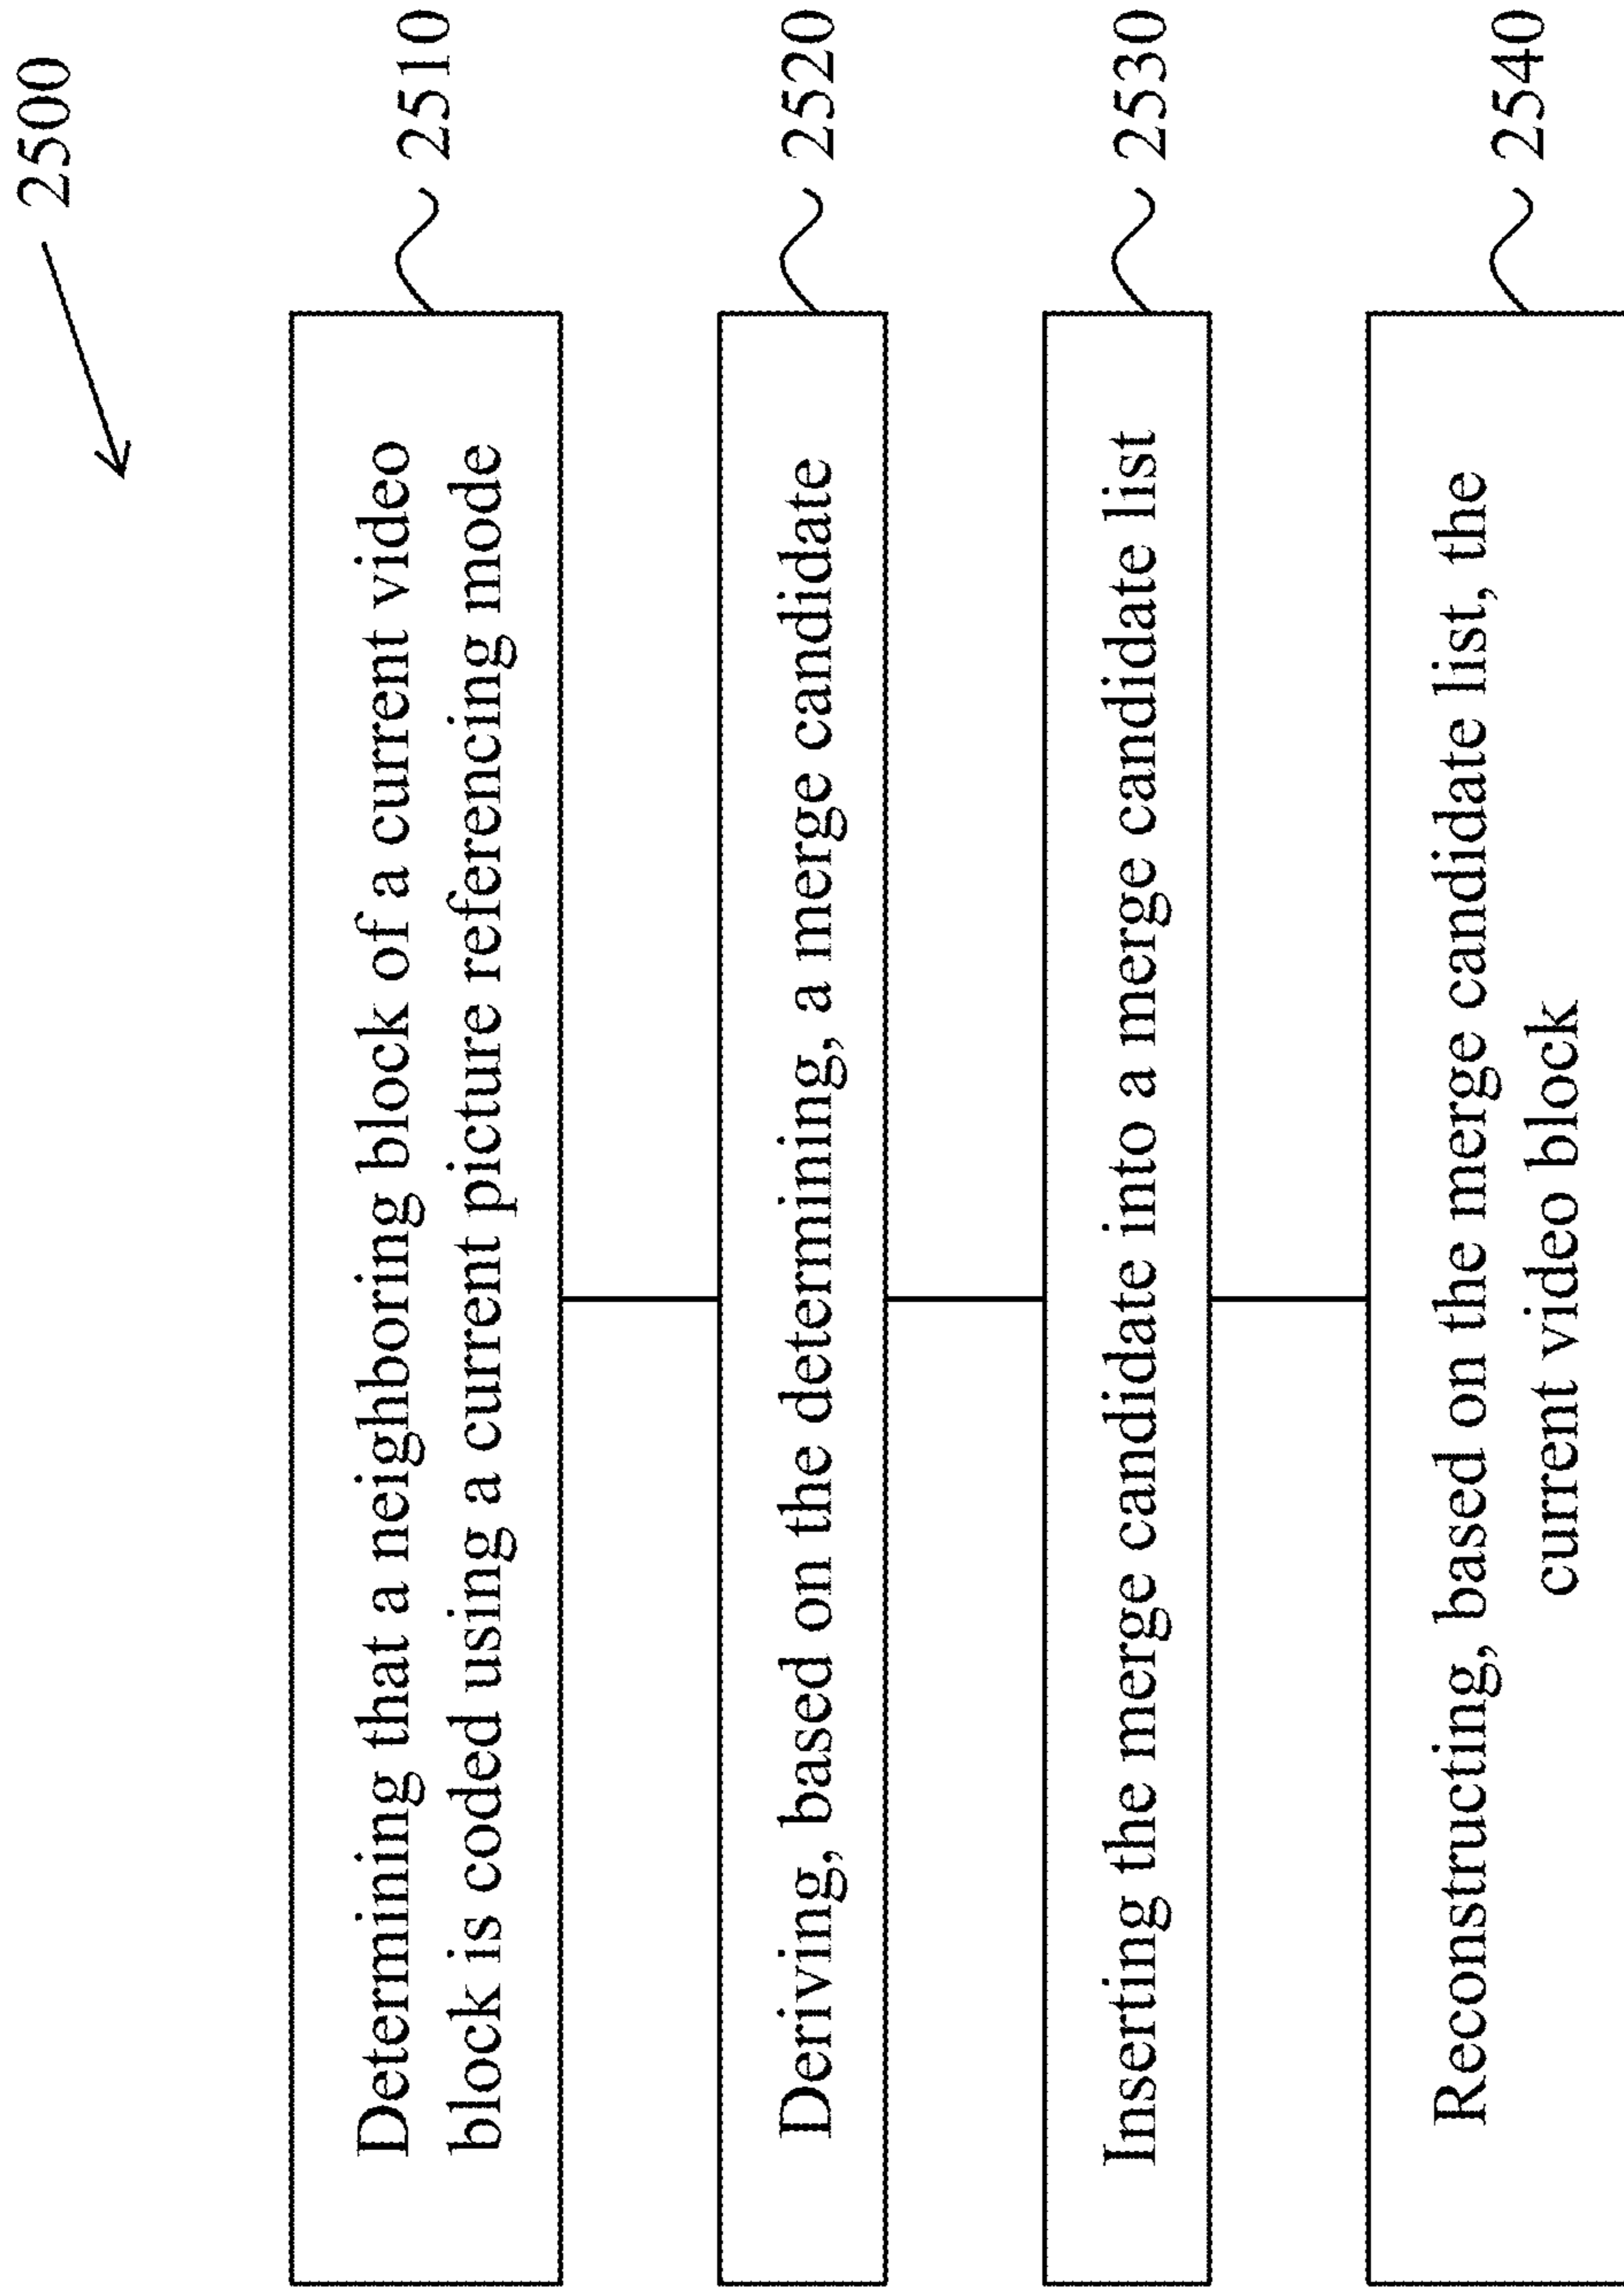 2500
Determining that a neighboring block of a current video
block is coded using a current picture referencing mode
2510
Deriving, based on the determining, a merge candidate
2520
Inserting the merge candidate into a merge candidate list
2530
Reconstructing, based on the merge candidate list, the
current video block
2540